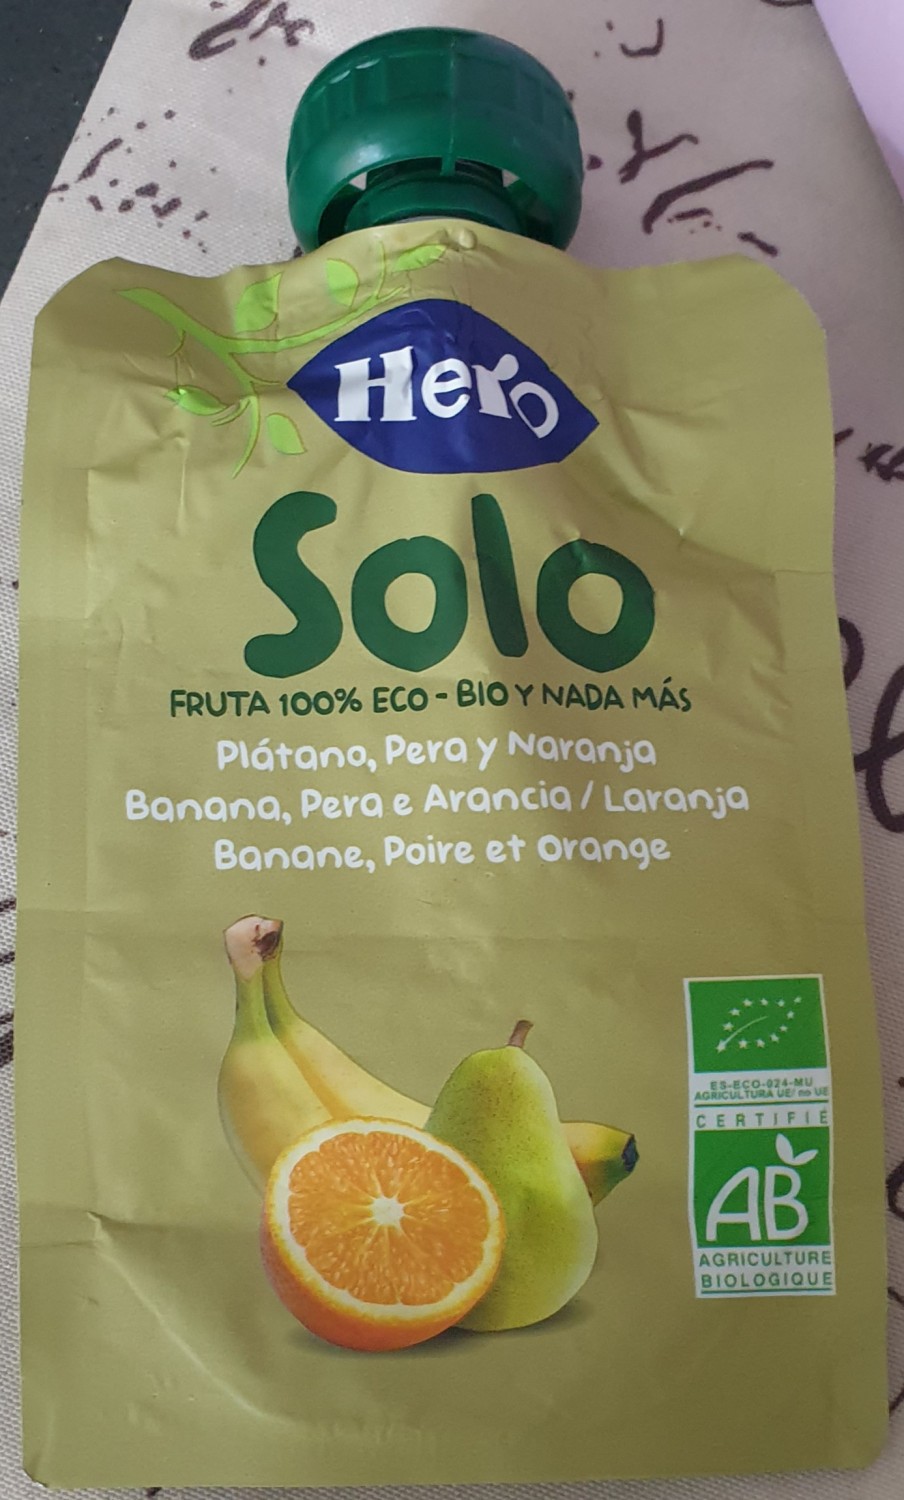 Hero
Solo
FRUTA 100% ECO - BIO Y NADA MÁS
Plátano, Pera y Naranja
Banana, Pera e Arancia / Laranja
Banane, Poire et Orange
ES-ECO-024-MU
AGRICULTURA UE/ no UE
CERTIFIÉ
AB
AGRICULTURE
BIOLOGIQUE